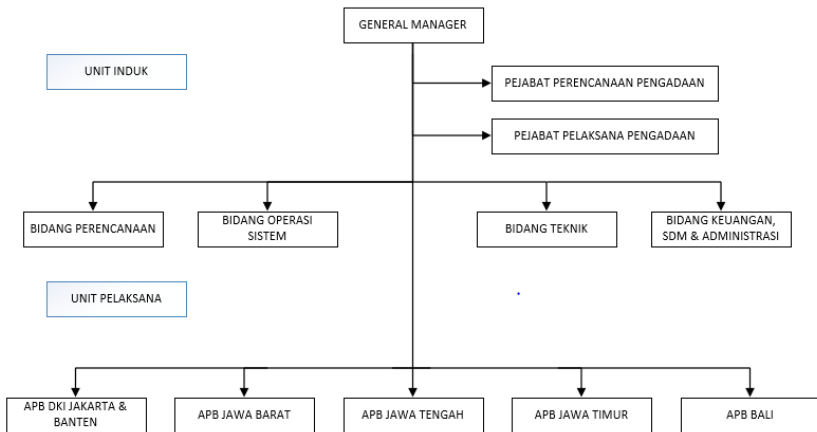 GENERAL MANAGER
UNIT INDUK
PEJABAT PERENCANAAN PENGADAAN
PEJABAT PELAKSANA PENGADAAN
BIDANG PERENCANAAN
BIDANG OPERASI
SISTEM
BIDANG TEKNIK
BIDANG KEUANGAN,
SDM & ADMINISTRASI
UNIT PELAKSANA
APB DKI JAKARTA &
BANTEN
APB JAWA BARAT
APB JAWA TENGAH
APB JAWA TIMUR
APB BALI